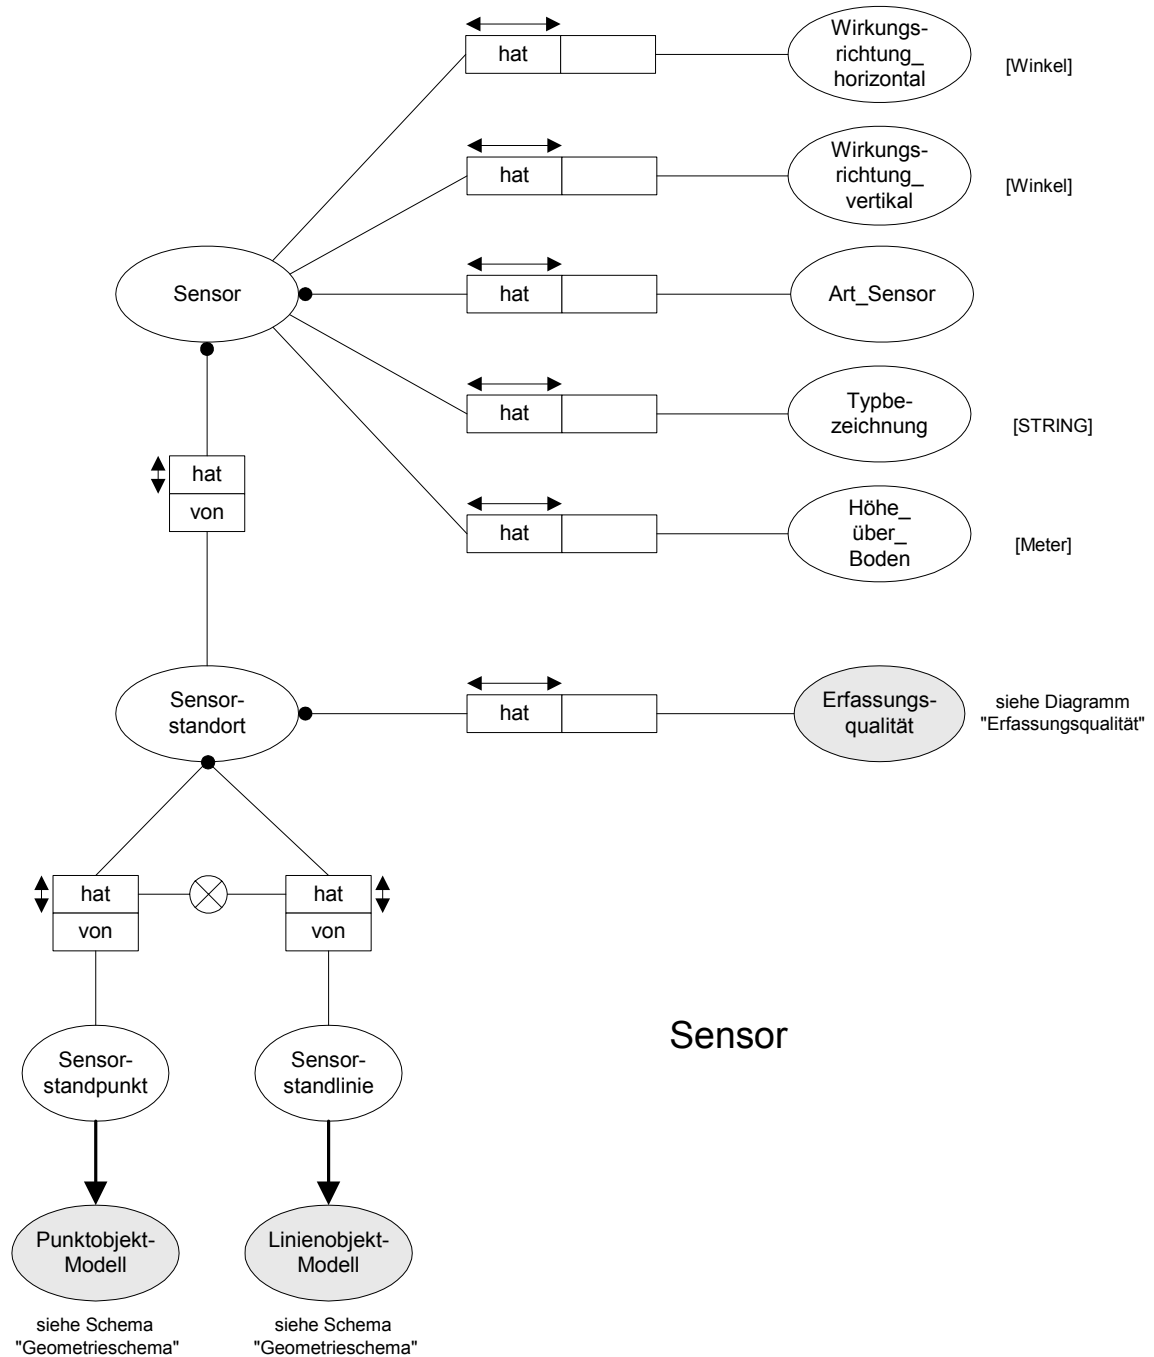 hat
Wirkungs-
richtung_
horizontal
[Winkel]
hat
Wirkungs-
richtung_
vertikal
[Winkel]
Sensor
hat
Art_Sensor
hat
Typbe-
zeichnung
[STRING]
hat
von
hat
Höhe_
über_
Boden
[Meter]
Sensor-
standort
hat
Erfassungs-
qualität
siehe Diagramm
"Erfassungsqualität"
hat
von
hat
von
Sensor
Sensor-
standpunkt
Sensor-
standlinie
Punktobjekt-
Modell
Linienobjekt-
Modell
siehe Schema
"Geometrieschema"
siehe Schema
"Geometrieschema"